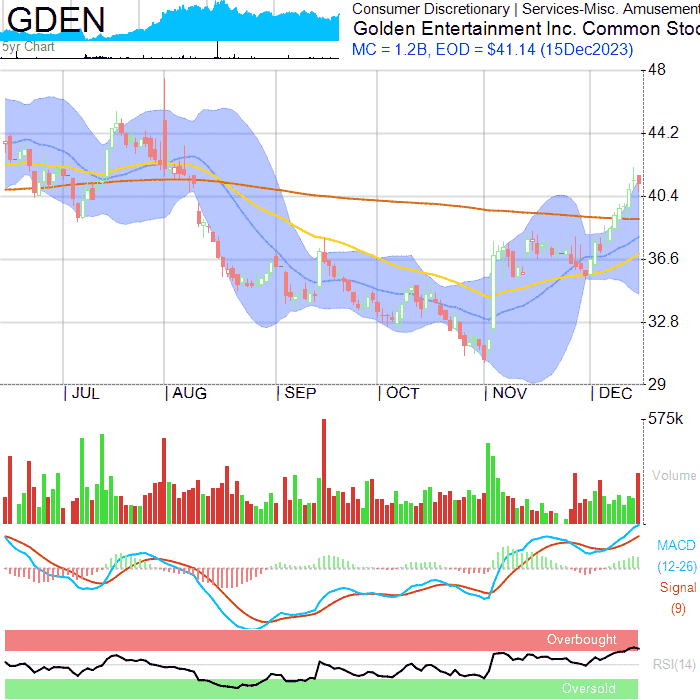 GDEN
5yr Chart
Consumer Discretionary | Services-Misc. Amusement
Golden Entertainment Inc. Common Stoc
MC = 1.2B, EOD = $41.14 (15Dec2023)
48
44.2
40.4
36.6
32.8
29
JUL
AUG
SEP
OCT
NOV
DEC
575k
Volume
MACD
(12-26)
Signal
(9)
Overbought
RSI(14)
Oversold